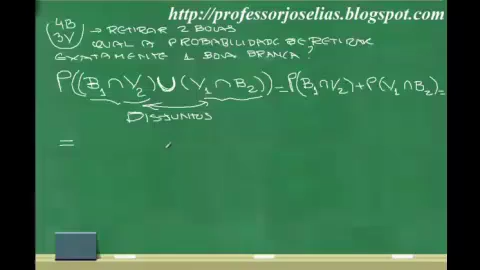 http://professorjoselias.blogspot.com
4B
3V → RETIRAR 2 BOLAS
QUAL A PROBABILIDADE DE RETIRAR
EXATAMENTE 1 BOLA BRANCA?
P((B₁∩V₂)∪(V₁∩B₂))=P(B₁∩V₂)+P(V₁∩B₂)=
DISJUNTOS
=